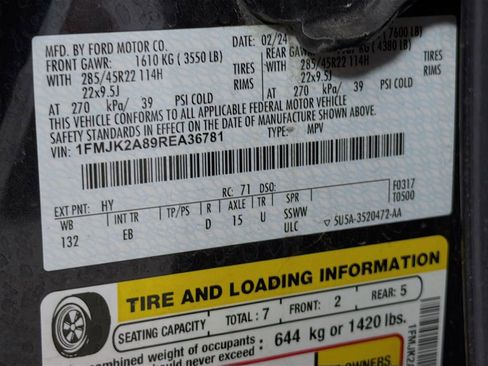 MFD. BY FORD MOTOR CO.
02/24
7600 LB)
FRONT GAWR: 1610 KG (3550 LB)
REAR GAWR: KG (4380 LB)
WITH 285/45R22 114H TIRES
WITH 285/45R22 114H TIRES
22x9.5J RIMS
22x9.5J RIMS
AT 270 kPa/ 39 PSI COLD
AT 270 kPa/ 39 PSI COLD
THIS VEHICLE CONFORMS TO ALL APPLICABLE FEDERAL MOTOR VEHICLE
SAFETY STANDARDS IN EFFECT ON THE DATE OF MANUFACTURE SHOWN ABOVE.
VIN: 1FMJK2A89REA36781
TYPE: MPV
EXT PNT: HY RC: 71 DSO: F0317
WB INT TR TP/PS R AXLE TR SPR T0500
132 EB D 15 U SSWW
ULC ▽ 5U5A-3520472-AA
TIRE AND LOADING INFORMATION
SEATING CAPACITY TOTAL: 7 FRONT: 2 REAR: 5
combined weight of occupants
should never exceed 644 kg or 1420 lbs.
OWNERS
1FMJK2